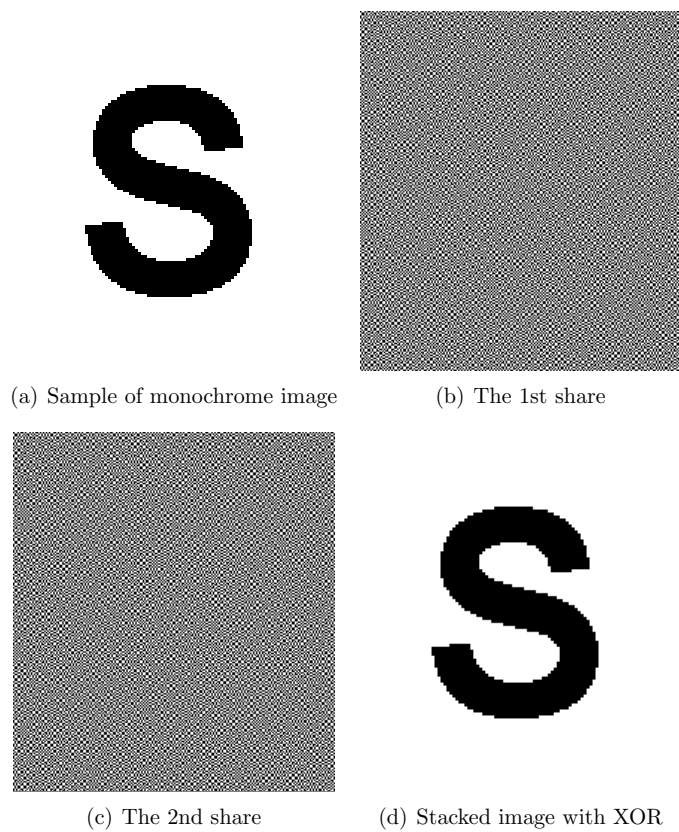 S
(a) Sample of monochrome image
(b) The 1st share
S
(c) The 2nd share
(d) Stacked image with XOR